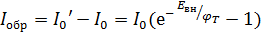 I_обр = I_0′ − I_0 = I_0(e^(−E_вн/φ_T) − 1)